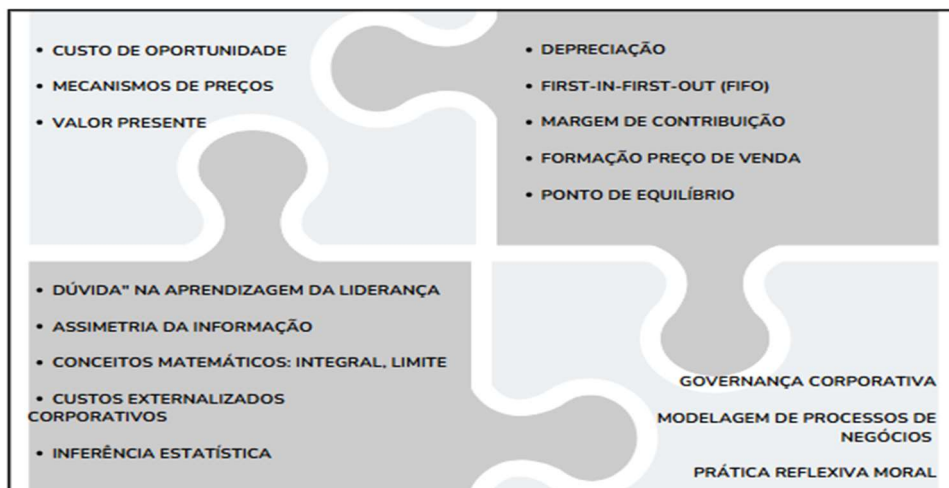 • CUSTO DE OPORTUNIDADE
• MECANISMOS DE PREÇOS
• VALOR PRESENTE
• DEPRECIAÇÃO
• FIRST-IN-FIRST-OUT (FIFO)
• MARGEM DE CONTRIBUIÇÃO
• FORMAÇÃO PREÇO DE VENDA
• PONTO DE EQUILÍBRIO
• DÚVIDA" NA APRENDIZAGEM DA LIDERANÇA
• ASSIMETRIA DA INFORMAÇÃO
• CONCEITOS MATEMÁTICOS: INTEGRAL, LIMITE
• CUSTOS EXTERNALIZADOS
CORPORATIVOS
• INFERÊNCIA ESTATÍSTICA
GOVERNANÇA CORPORATIVA
MODELAGEM DE PROCESSOS DE
NEGÓCIOS
PRÁTICA REFLEXIVA MORAL